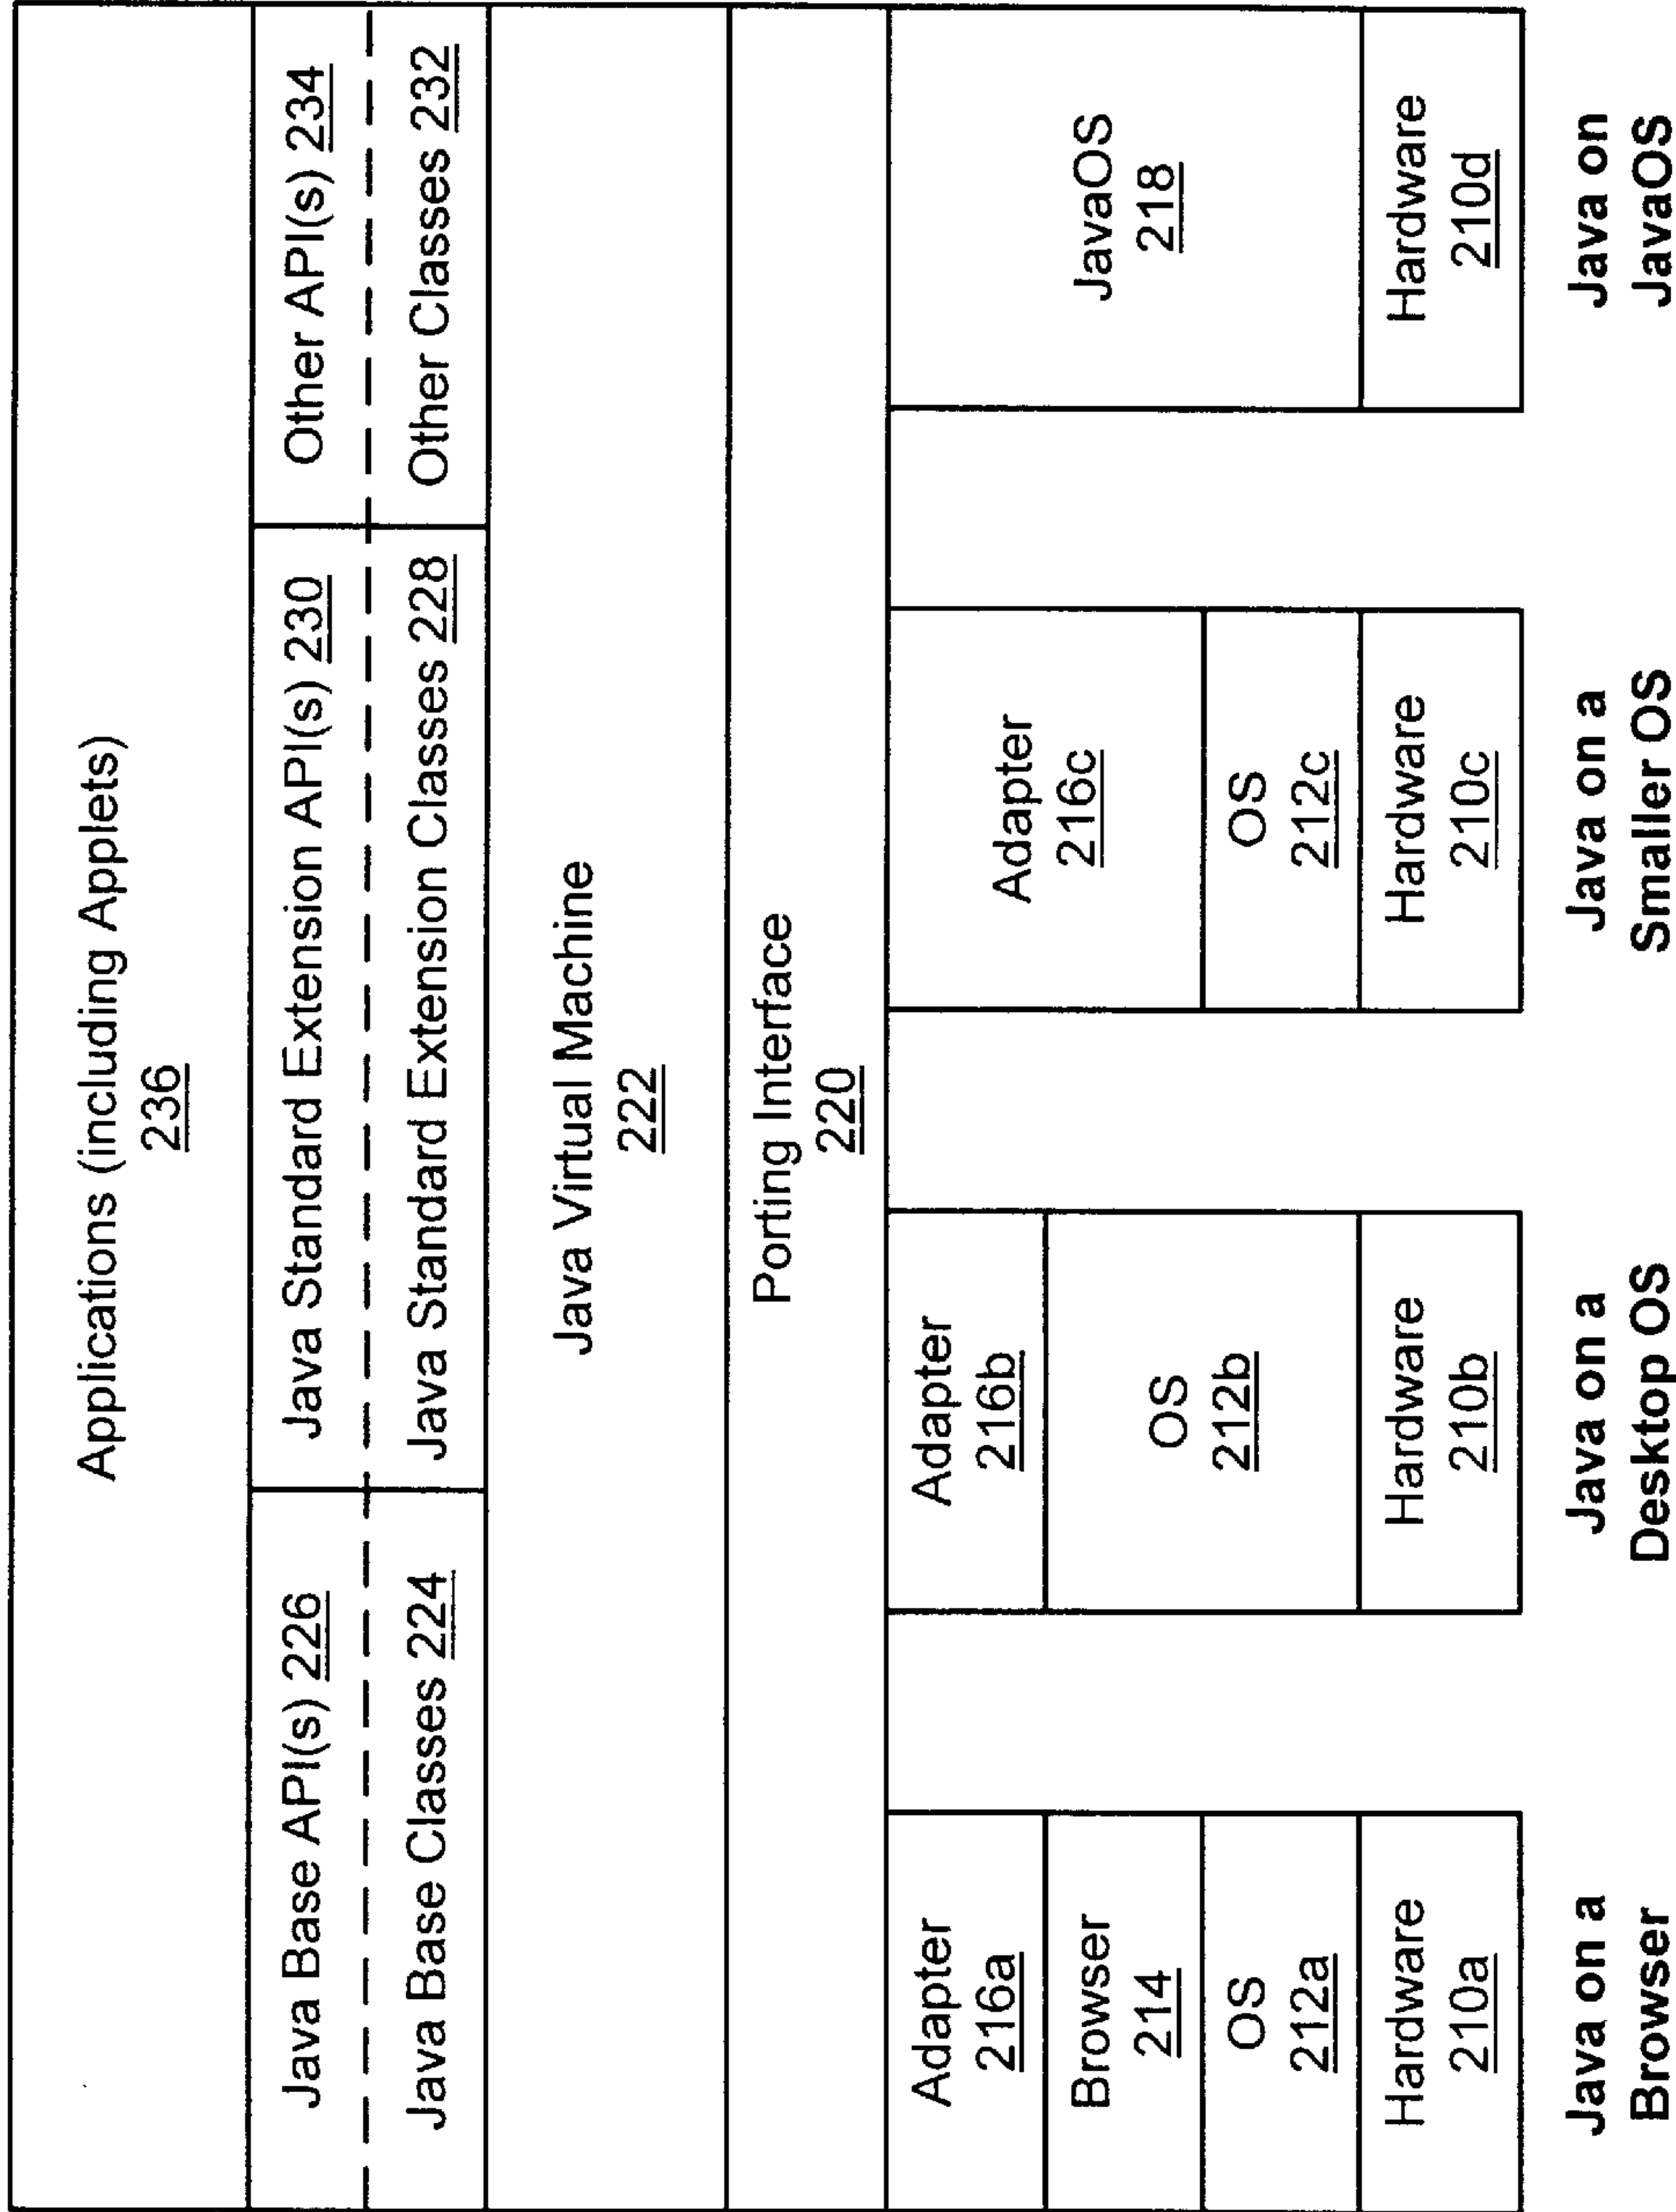 Applications (including Applets)
236
Java Base API(s) 226
Java Standard Extension API(s) 230
Other API(s) 234
Java Base Classes 224
Java Standard Extension Classes 228
Other Classes 232
Java Virtual Machine
222
Porting Interface
220
Adapter
216a
Browser
214
OS
212a
Hardware
210a
Java on a
Browser
Adapter
216b
OS
212b
Hardware
210b
Java on a
Desktop OS
Adapter
216c
OS
212c
Hardware
210c
Java on a
Smaller OS
JavaOS
218
Hardware
210d
Java on
JavaOS